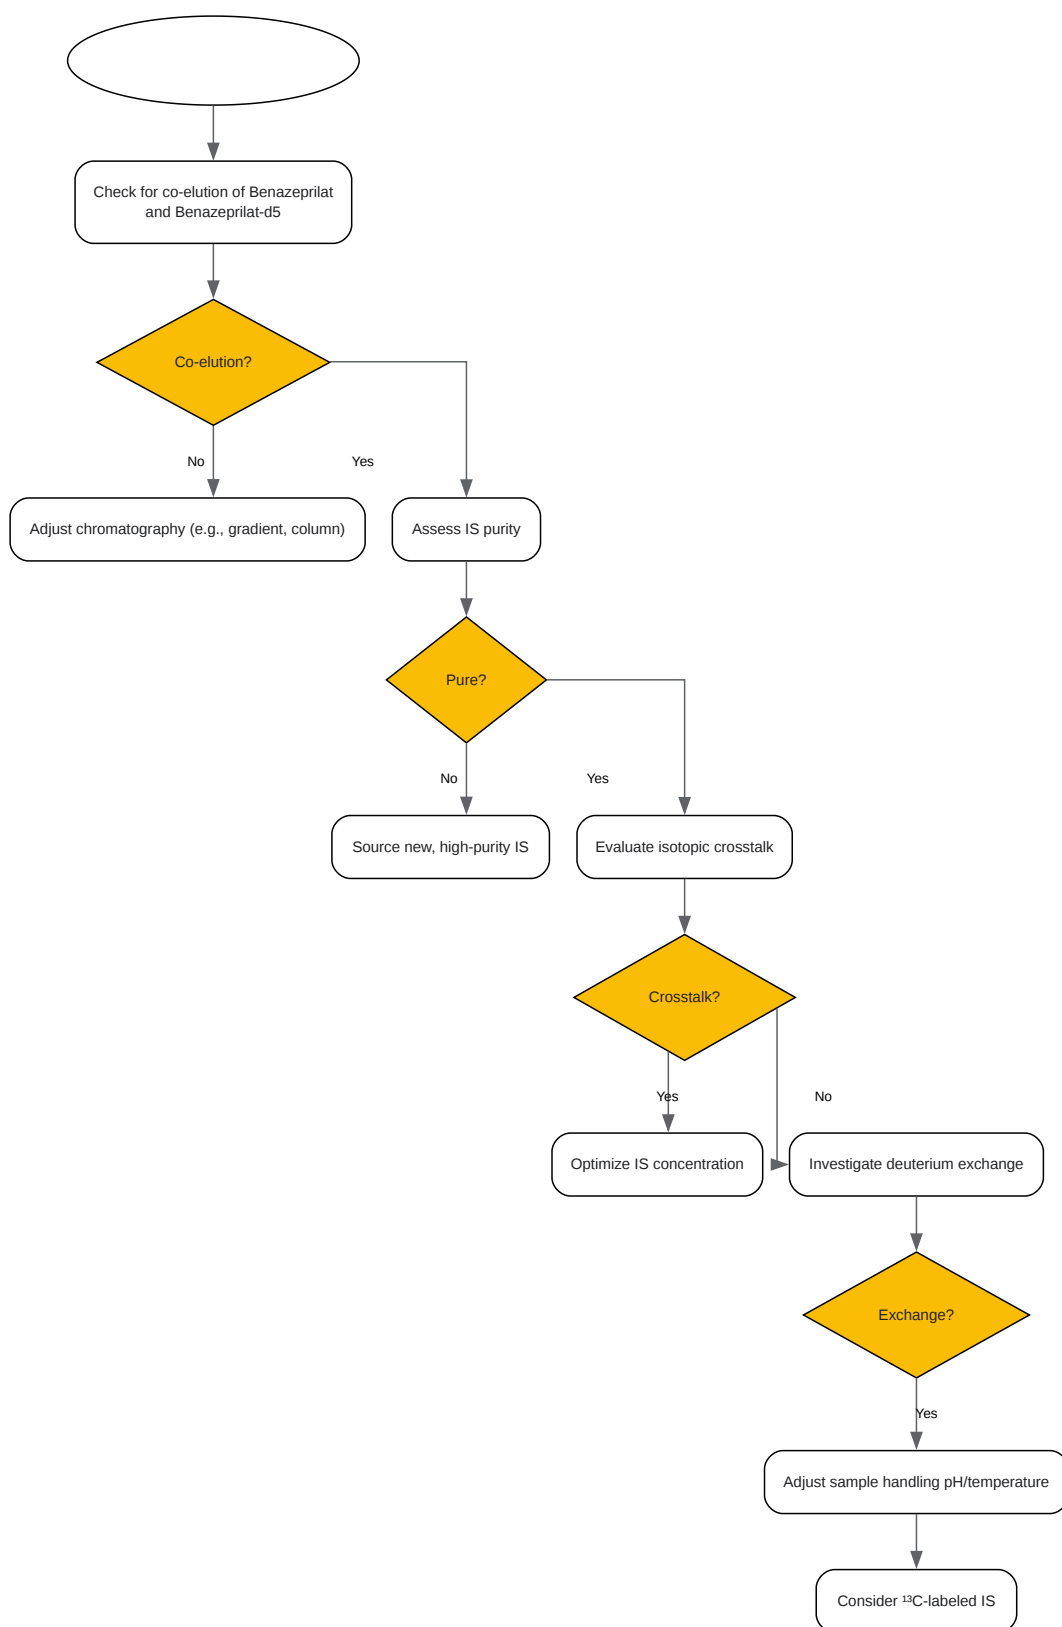 Check for co-elution of Benazeprilat
and Benazeprilat-d5
Co-elution?
No
Yes
Adjust chromatography (e.g., gradient, column)
Assess IS purity
Pure?
No
Yes
Source new, high-purity IS
Evaluate isotopic crosstalk
Crosstalk?
Yes
No
Optimize IS concentration
Investigate deuterium exchange
Exchange?
Yes
Adjust sample handling pH/temperature
Consider ¹³C-labeled IS